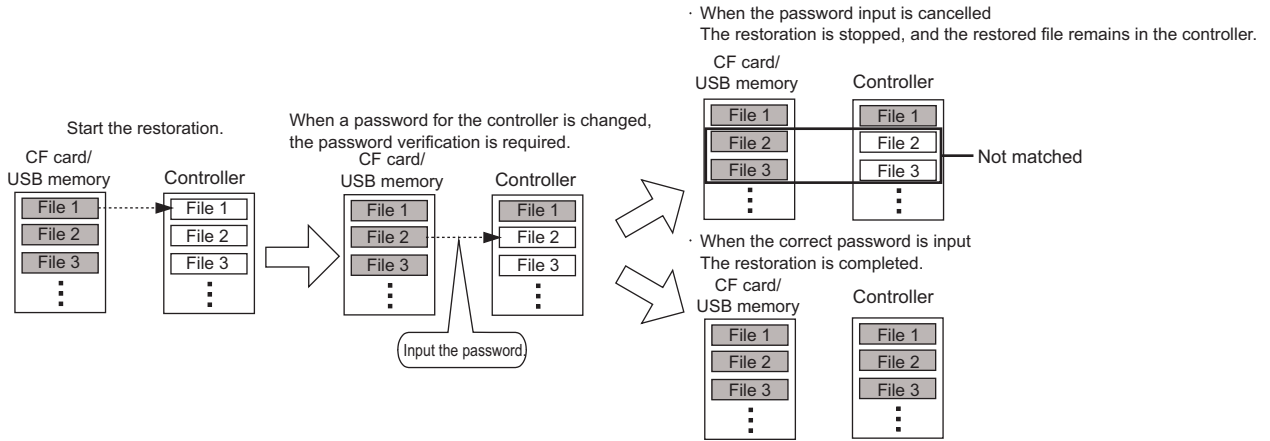 Start the restoration.
CF card/
USB memory
Controller
File 1
File 1
File 2
File 2
File 3
File 3
When a password for the controller is changed,
the password verification is required.
CF card/
USB memory
Controller
File 1
File 1
File 2
File 2
File 3
File 3
Input the password.
· When the password input is cancelled
The restoration is stopped, and the restored file remains in the controller.
CF card/
USB memory
Controller
File 1
File 1
File 2
File 2
File 3
File 3
Not matched
· When the correct password is input
The restoration is completed.
CF card/
USB memory
Controller
File 1
File 1
File 2
File 2
File 3
File 3